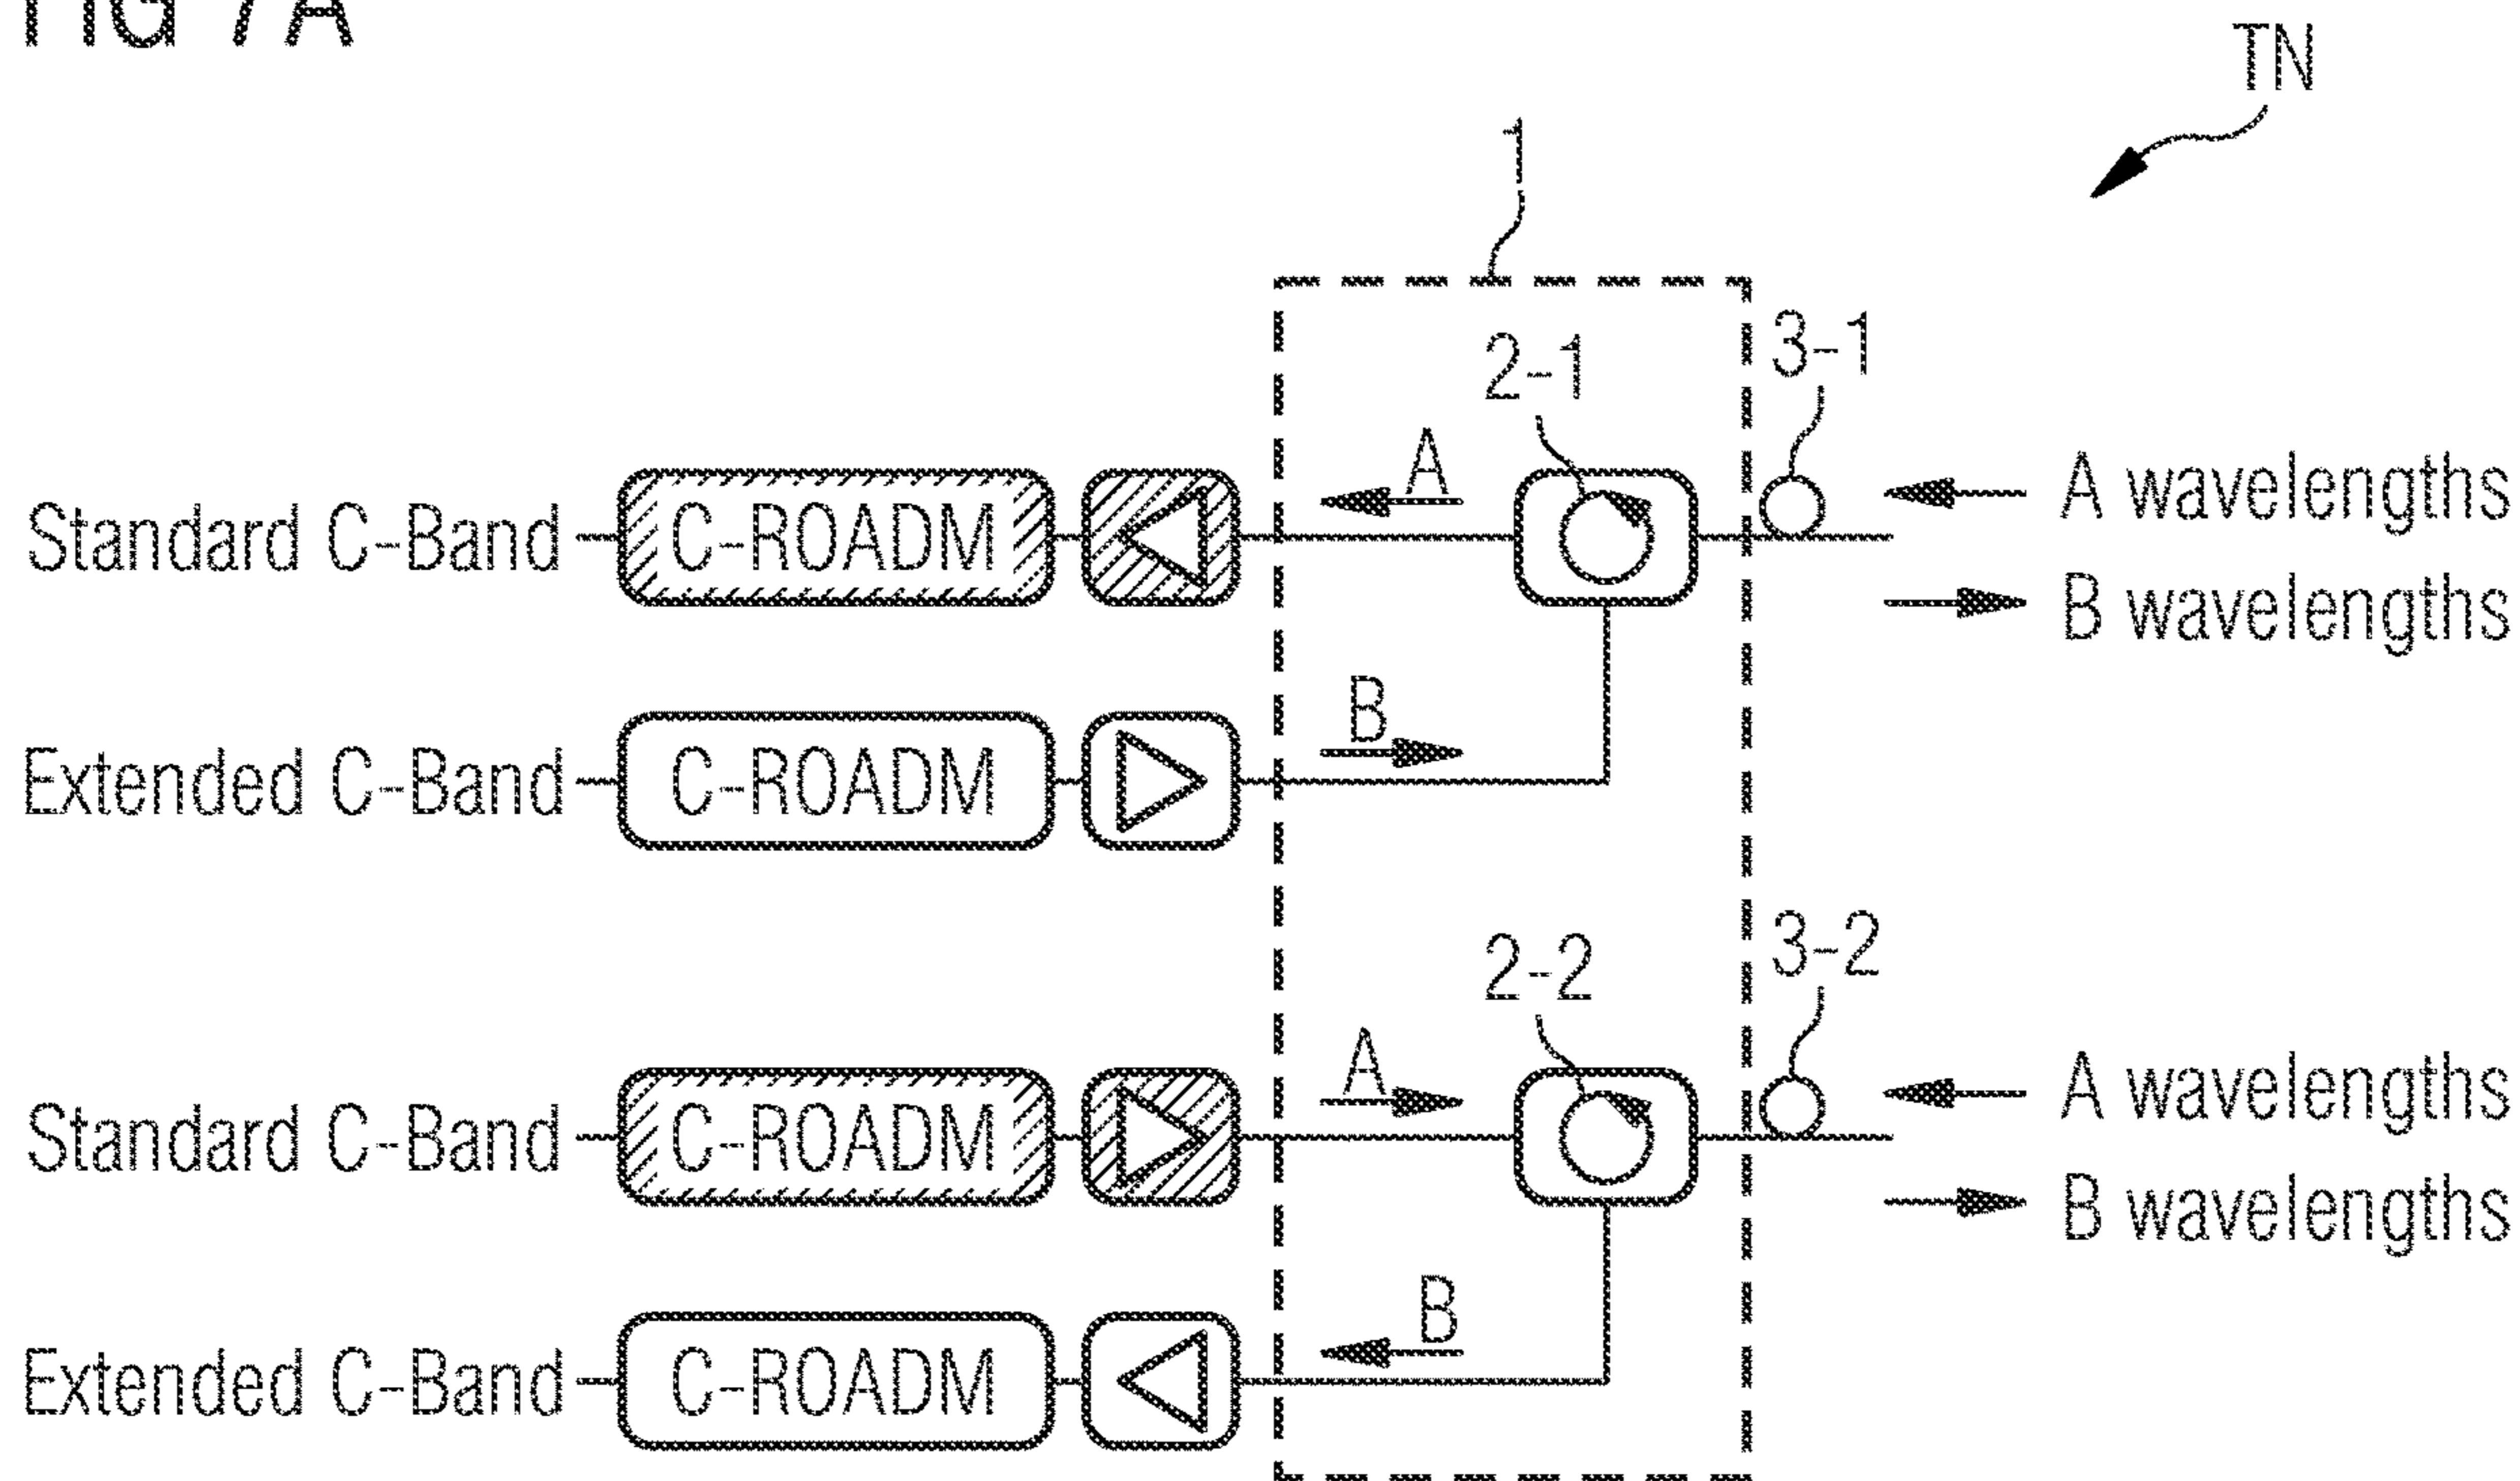 FIG 7A
TN
1
2-1
3-1
A
A wavelengths
Standard C-Band
C-ROADM
B wavelengths
B
Extended C-Band
C-ROADM
2-2
3-2
A
A wavelengths
Standard C-Band
C-ROADM
B wavelengths
B
Extended C-Band
C-ROADM